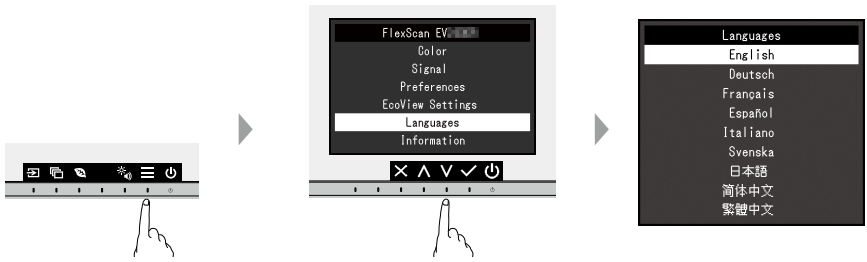 FlexScan EV
Color
Signal
Preferences
EcoView Settings
Languages
Information
Languages
English
Deutsch
Français
Español
Italiano
Svenska
日本語
简体中文
繁體中文